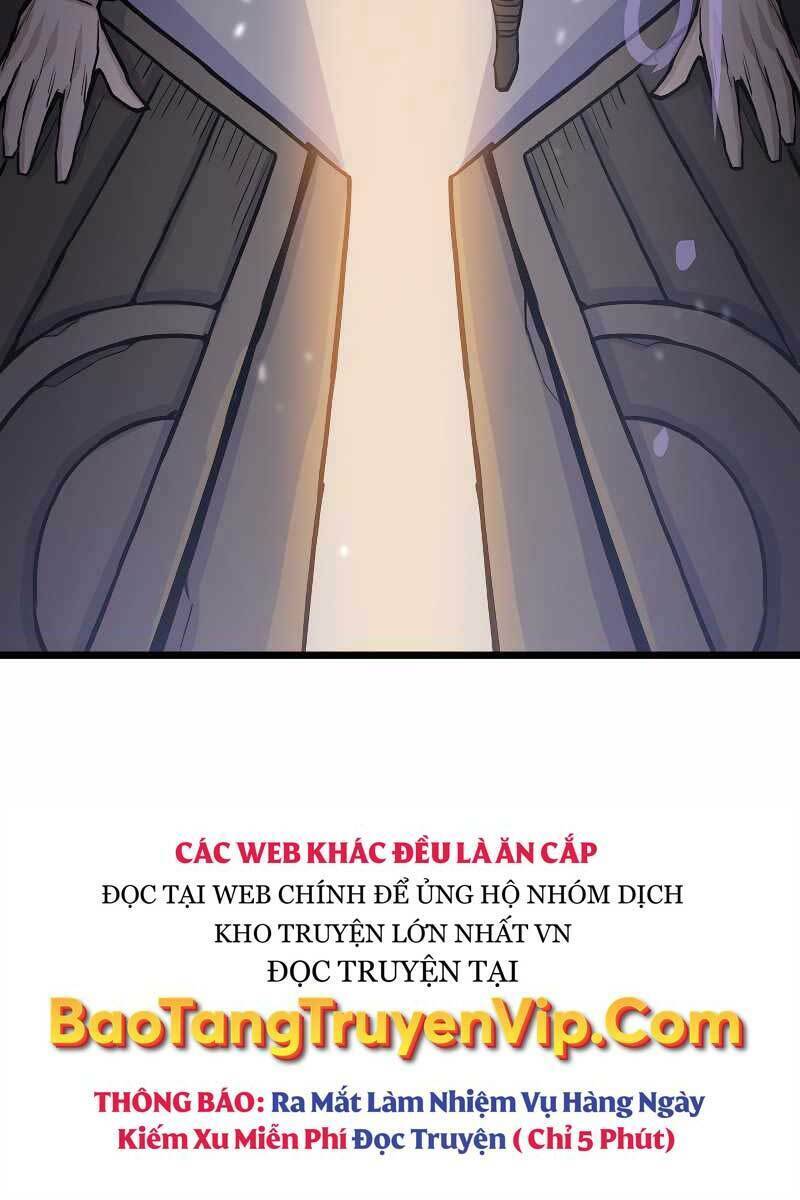 CÁC WEB KHÁC ĐỀU LÀ ĂN CẮP
ĐỌC TẠI WEB CHÍNH ĐỂ ỦNG HỘ NHÓM DỊCH
KHO TRUYỆN LỚN NHẤT VN
ĐỌC TRUYỆN TẠI
BaoTangTruyenVip.Com
THÔNG BÁO: Ra Mắt Làm Nhiệm Vụ Hàng Ngày
Kiếm Xu Miễn Phí Đọc Truyện ( Chỉ 5 Phút)